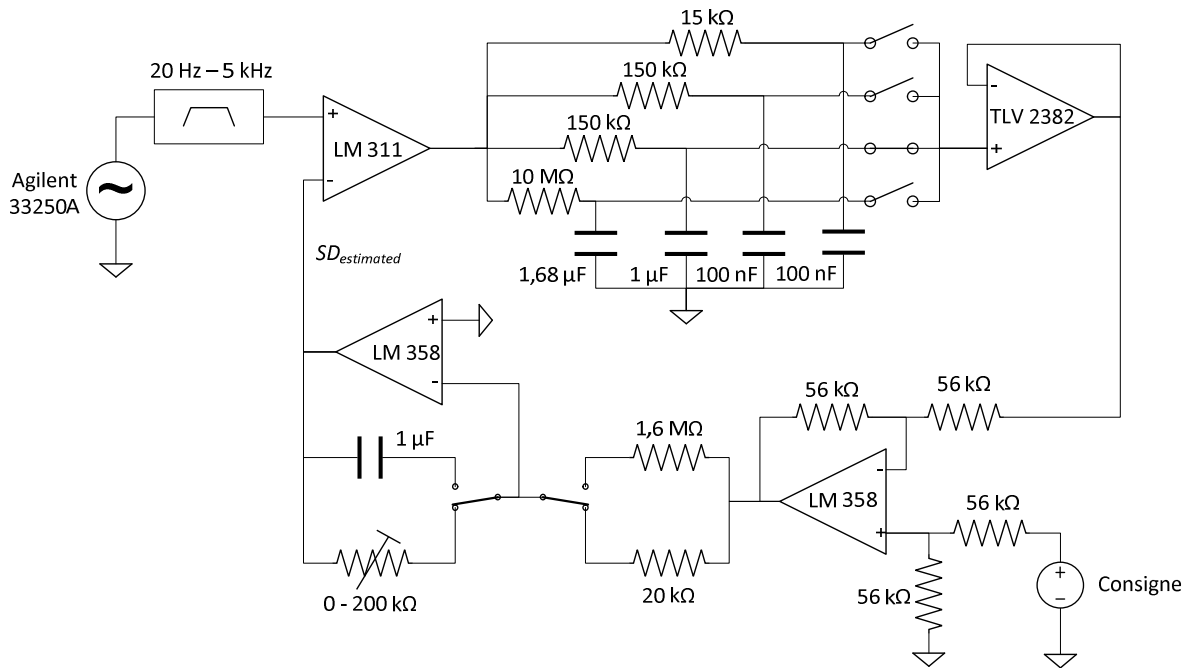 15 kΩ
20 Hz – 5 kHz
150 kΩ
-
TLV 2382
+
+
LM 311
-
150 kΩ
10 MΩ
Agilent
33250A
SD estimated
1,68 µF
1 µF
100 nF
100 nF
+
LM 358
-
56 kΩ
56 kΩ
1 µF
1,6 MΩ
-
LM 358
+
56 kΩ
0 - 200 kΩ
20 kΩ
56 kΩ
+
–
Consigne